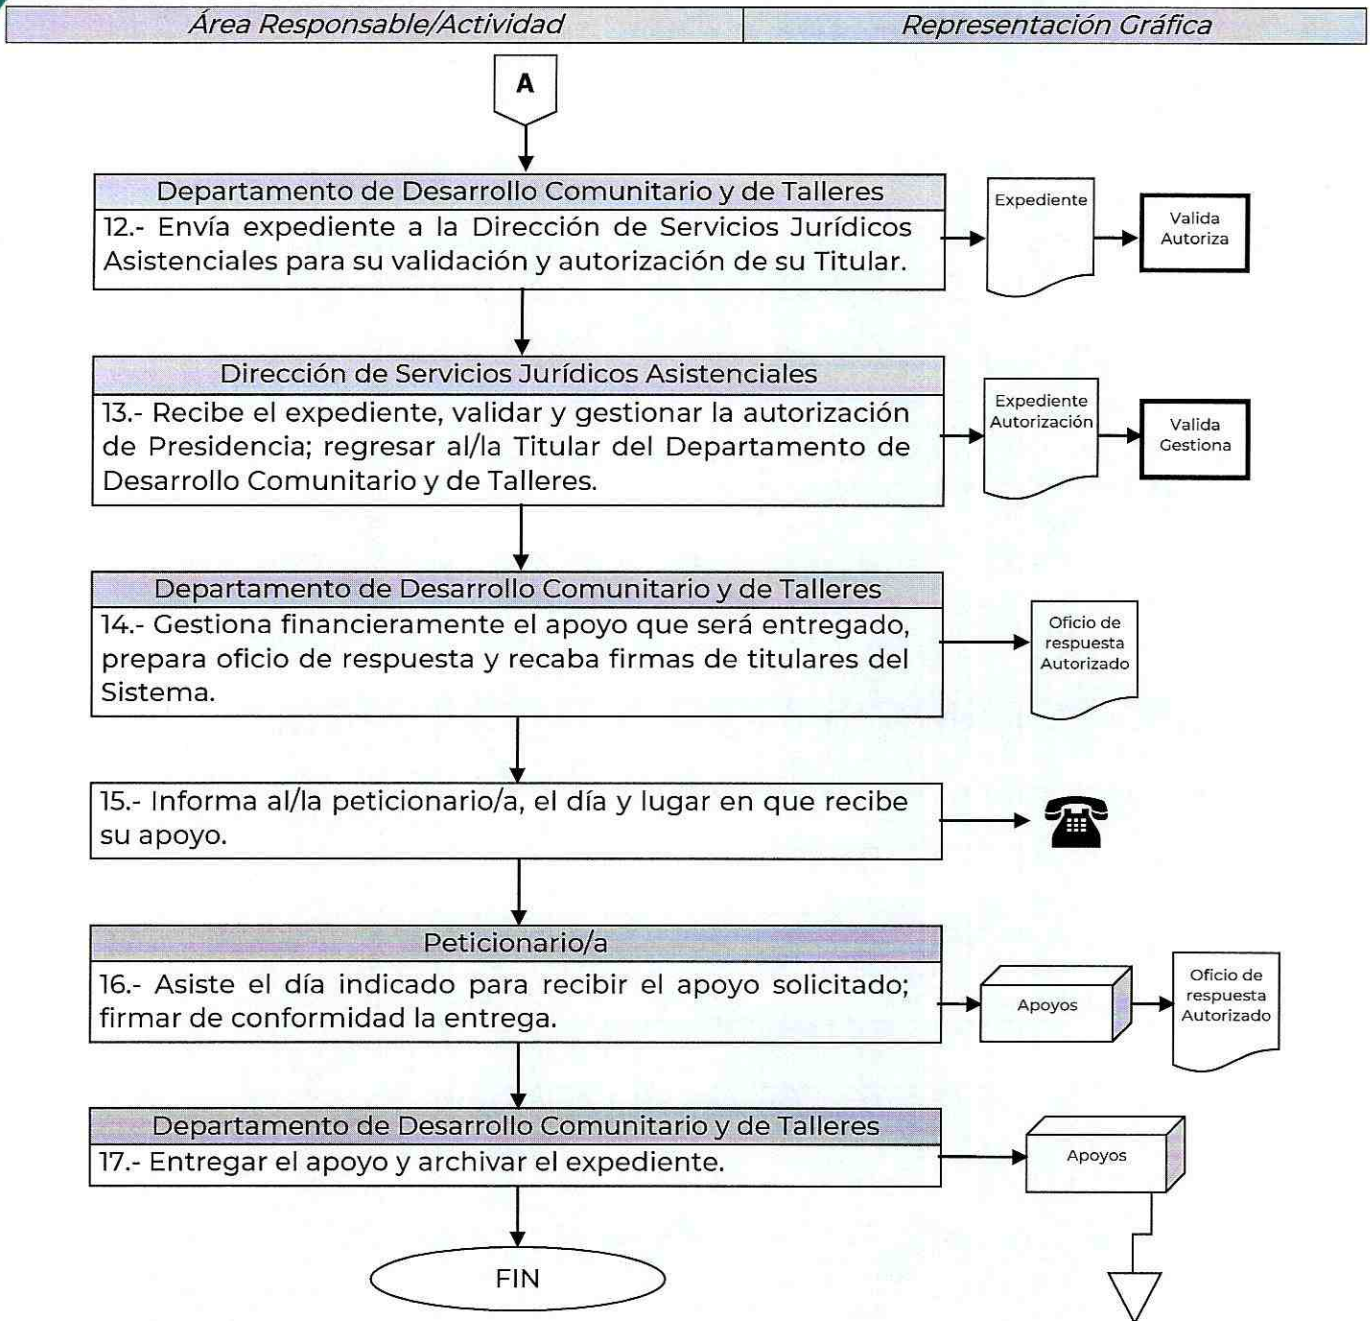 Área Responsable/Actividad
Representación Gráfica
A
Departamento de Desarrollo Comunitario y de Talleres
12.- Envía expediente a la Dirección de Servicios Jurídicos
Asistenciales para su validación y autorización de su Titular.
Expediente
Valida
Autoriza
Dirección de Servicios Jurídicos Asistenciales
13.- Recibe el expediente, validar y gestionar la autorización
de Presidencia; regresar al/la Titular del Departamento de
Desarrollo Comunitario y de Talleres.
Expediente
Autorización
Valida
Gestiona
Departamento de Desarrollo Comunitario y de Talleres
14.- Gestiona financieramente el apoyo que será entregado,
prepara oficio de respuesta y recaba firmas de titulares del
Sistema.
Oficio de
respuesta
Autorizado
15.- Informa al/la peticionario/a, el día y lugar en que recibe
su apoyo.
Peticionario/a
16.- Asiste el día indicado para recibir el apoyo solicitado;
firmar de conformidad la entrega.
Apoyos
Oficio de
respuesta
Autorizado
Departamento de Desarrollo Comunitario y de Talleres
17.- Entregar el apoyo y archivar el expediente.
Apoyos
FIN